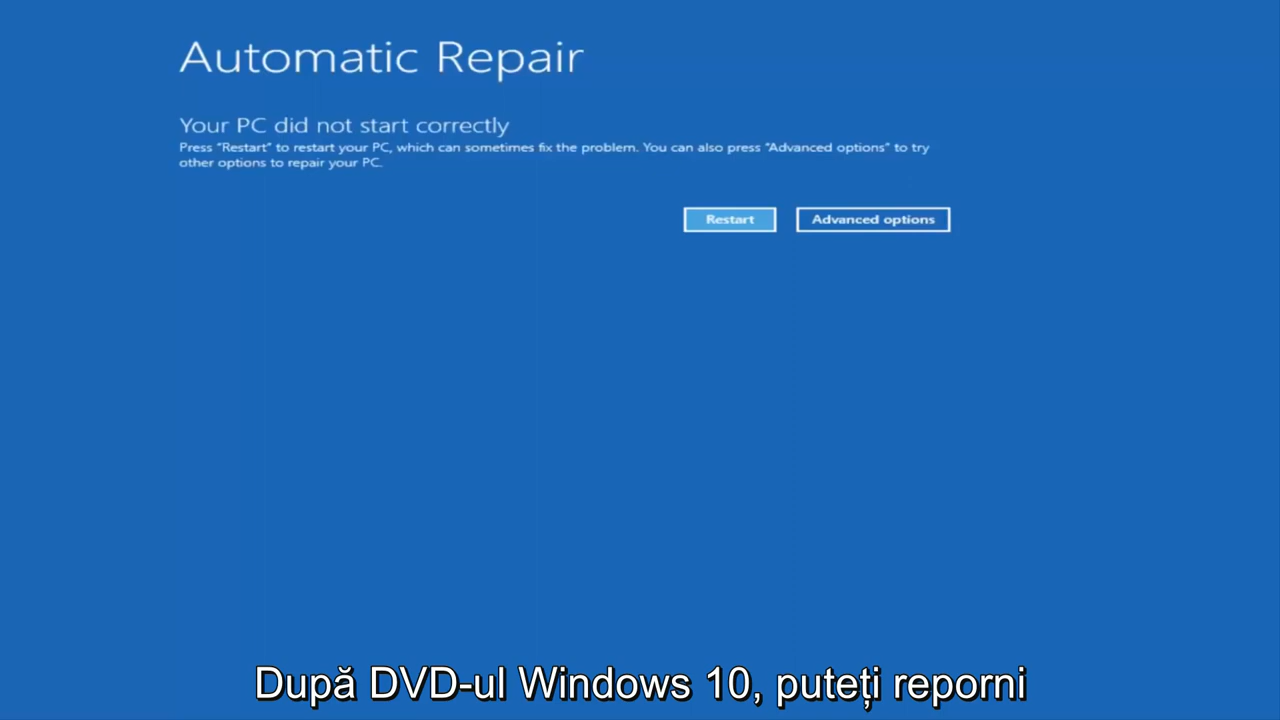 Automatic Repair
Your PC did not start correctly
Press “Restart” to restart your PC, which can sometimes fix the problem. You can also press “Advanced options” to try
other options to repair your PC.
Restart
Advanced options
După DVD-ul Windows 10, puteți reporni